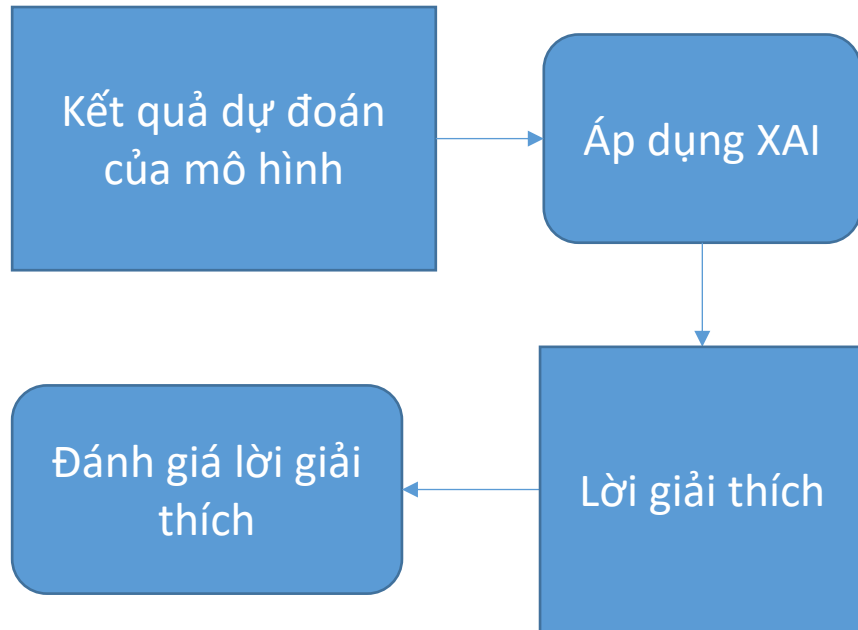 Kết quả dự đoán
của mô hình
Áp dụng XAI
Lời giải thích
Đánh giá lời giải
thích